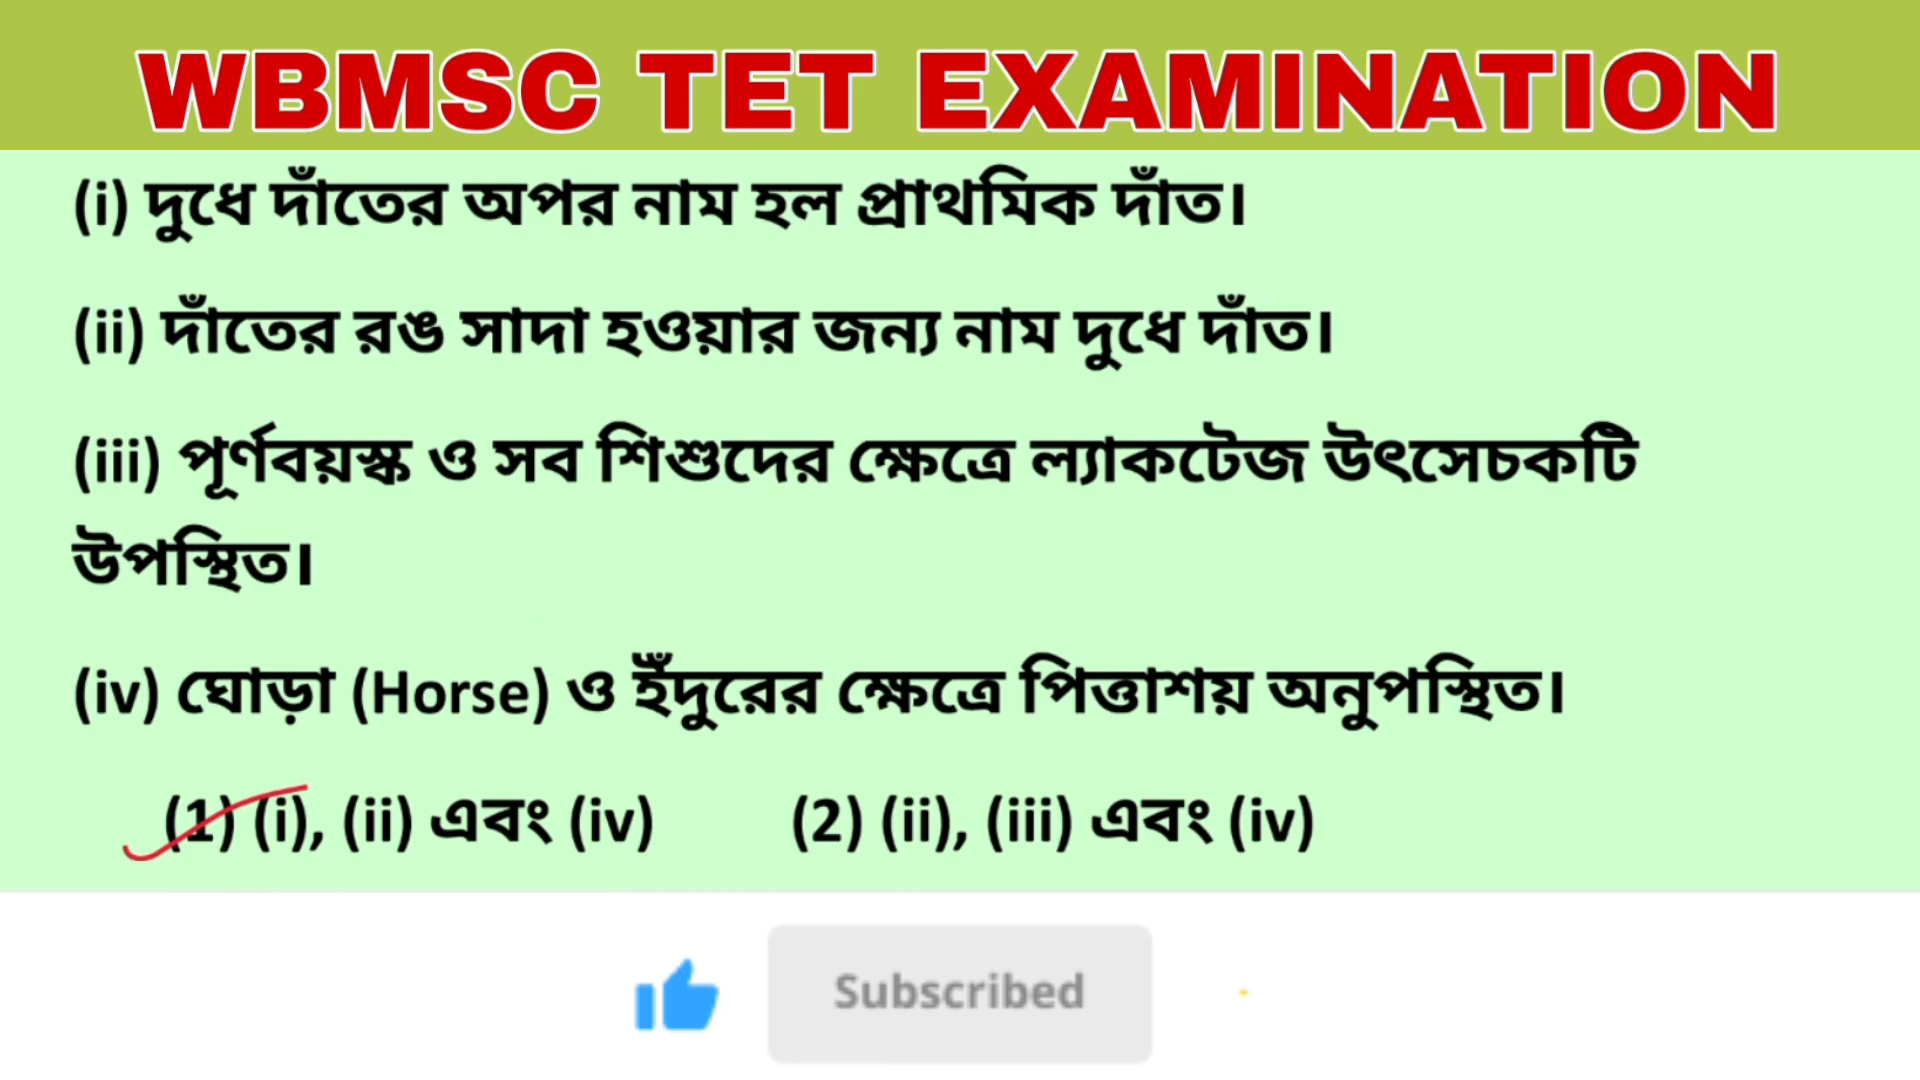 WBMSC TET EXAMINATION
(i) দুধে দাঁতের অপর নাম হল প্রাথমিক দাঁত।
(ii) দাঁতের রঙ সাদা হওয়ার জন্য নাম দুধে দাঁত।
(iii) পূর্ণবয়স্ক ও সব শিশুদের ক্ষেত্রে ল্যাকটেজ উৎসেচকটি
উপস্থিত।
(iv) ঘোড়া (Horse) ও ইঁদুরের ক্ষেত্রে পিত্তাশয় অনুপস্থিত।
(1) (i), (ii) এবং (iv) (2) (ii), (iii) এবং (iv)
Subscribed